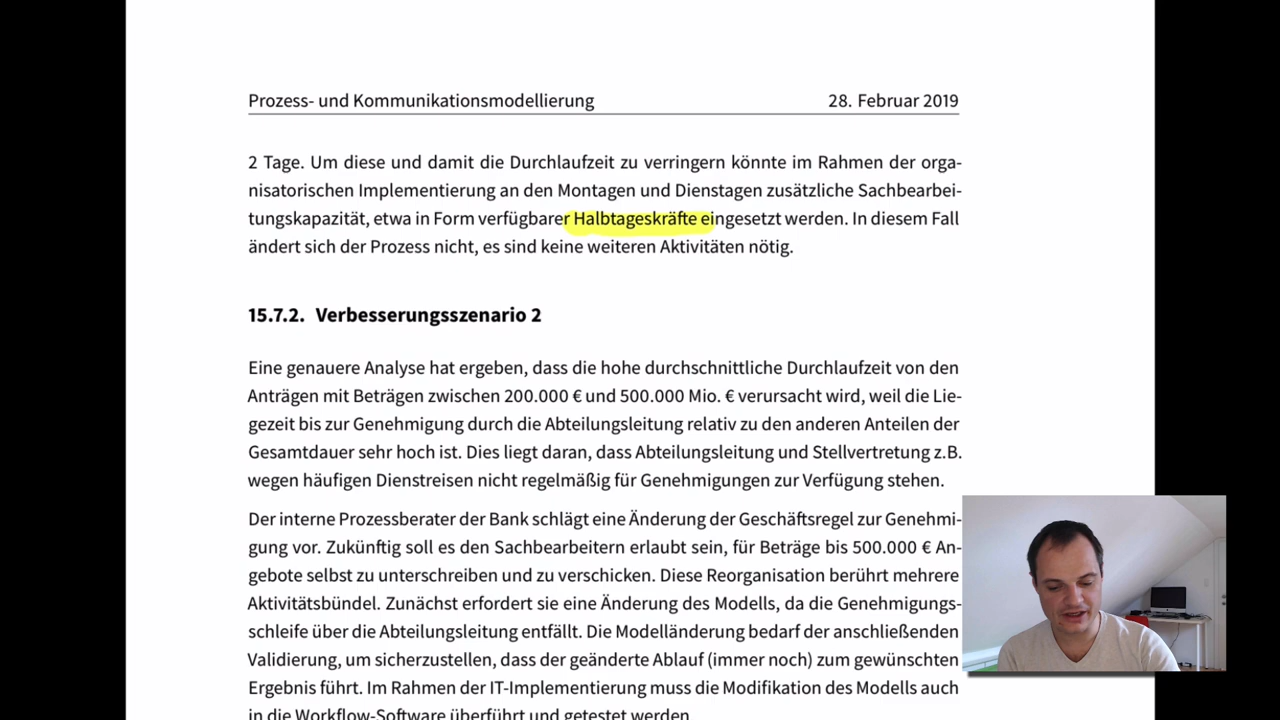 Prozess- und Kommunikationsmodellierung 28. Februar 2019
2 Tage. Um diese und damit die Durchlaufzeit zu verringern könnte im Rahmen der orga-
nisatorischen Implementierung an den Montagen und Dienstagen zusätzliche Sachbearbei-
tungskapazität, etwa in Form verfügbarer Halbtageskräfte eingesetzt werden. In diesem Fall
ändert sich der Prozess nicht, es sind keine weiteren Aktivitäten nötig.
15.7.2. Verbesserungsszenario 2
Eine genauere Analyse hat ergeben, dass die hohe durchschnittliche Durchlaufzeit von den
Anträgen mit Beträgen zwischen 200.000 € und 500.000 Mio. € verursacht wird, weil die Lie-
gezeit bis zur Genehmigung durch die Abteilungsleitung relativ zu den anderen Anteilen der
Gesamtdauer sehr hoch ist. Dies liegt daran, dass Abteilungsleitung und Stellvertretung z.B.
wegen häufigen Dienstreisen nicht regelmäßig für Genehmigungen zur Verfügung stehen.
Der interne Prozessberater der Bank schlägt eine Änderung der Geschäftsregel zur Genehmi-
gung vor. Zukünftig soll es den Sachbearbeitern erlaubt sein, für Beträge bis 500.000 € An-
gebote selbst zu unterschreiben und zu verschicken. Diese Reorganisation berührt mehrere
Aktivitätsbündel. Zunächst erfordert sie eine Änderung des Modells, da die Genehmigungs-
schleife über die Abteilungsleitung entfällt. Die Modelländerung bedarf der anschließenden
Validierung, um sicherzustellen, dass der geänderte Ablauf (immer noch) zum gewünschten
Ergebnis führt. Im Rahmen der IT-Implementierung muss die Modifikation des Modells auch
in die Workflow-Software überführt und getestet werden.